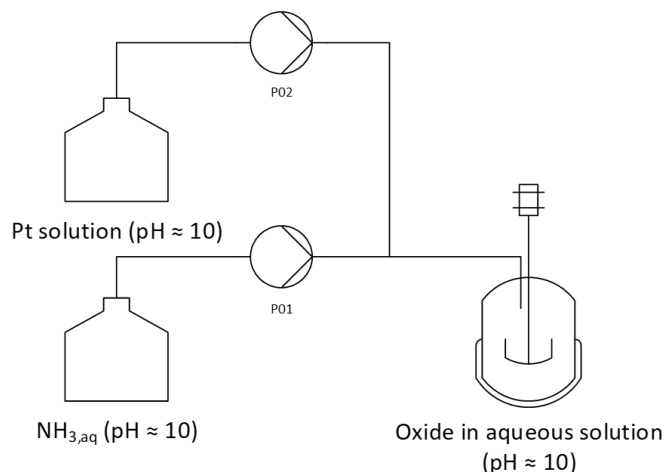 P02
Pt solution (pH ≈ 10)
P01
NH₃,aq (pH ≈ 10)
Oxide in aqueous solution
(pH ≈ 10)